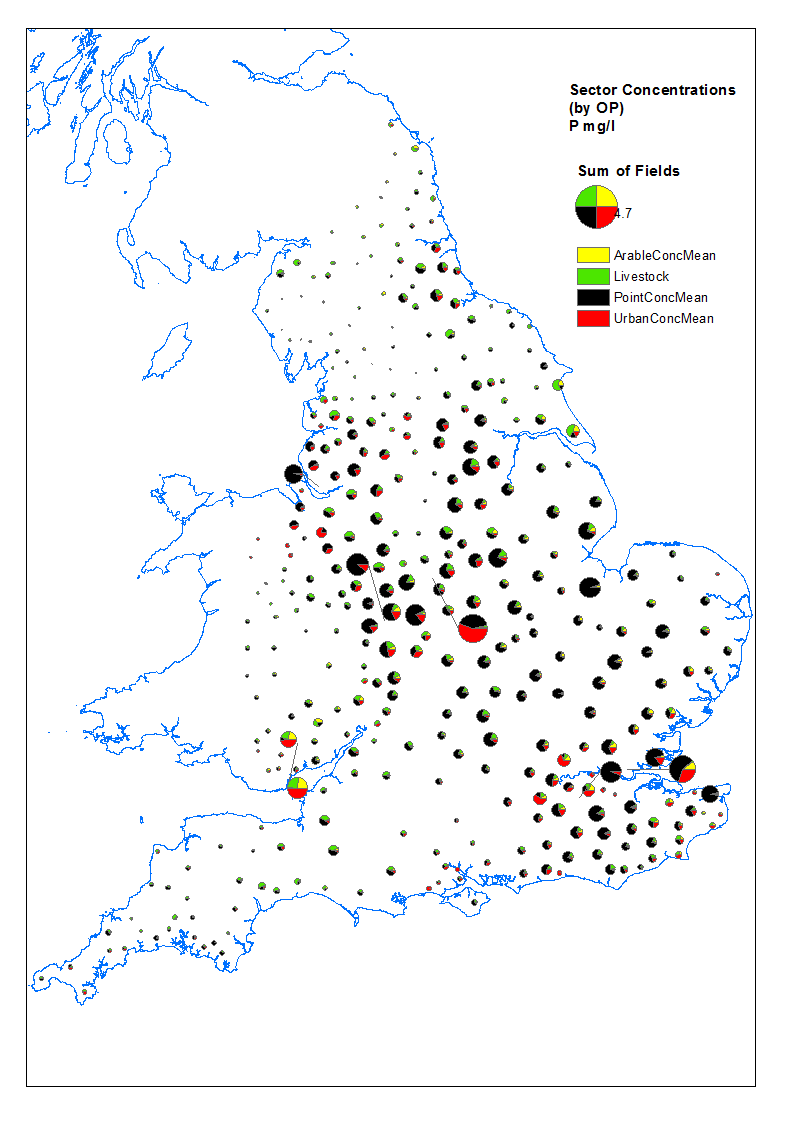 Sector Concentrations
(by OP)
P mg/l
Sum of Fields
4.7
ArableConcMean
Livestock
PointConcMean
UrbanConcMean